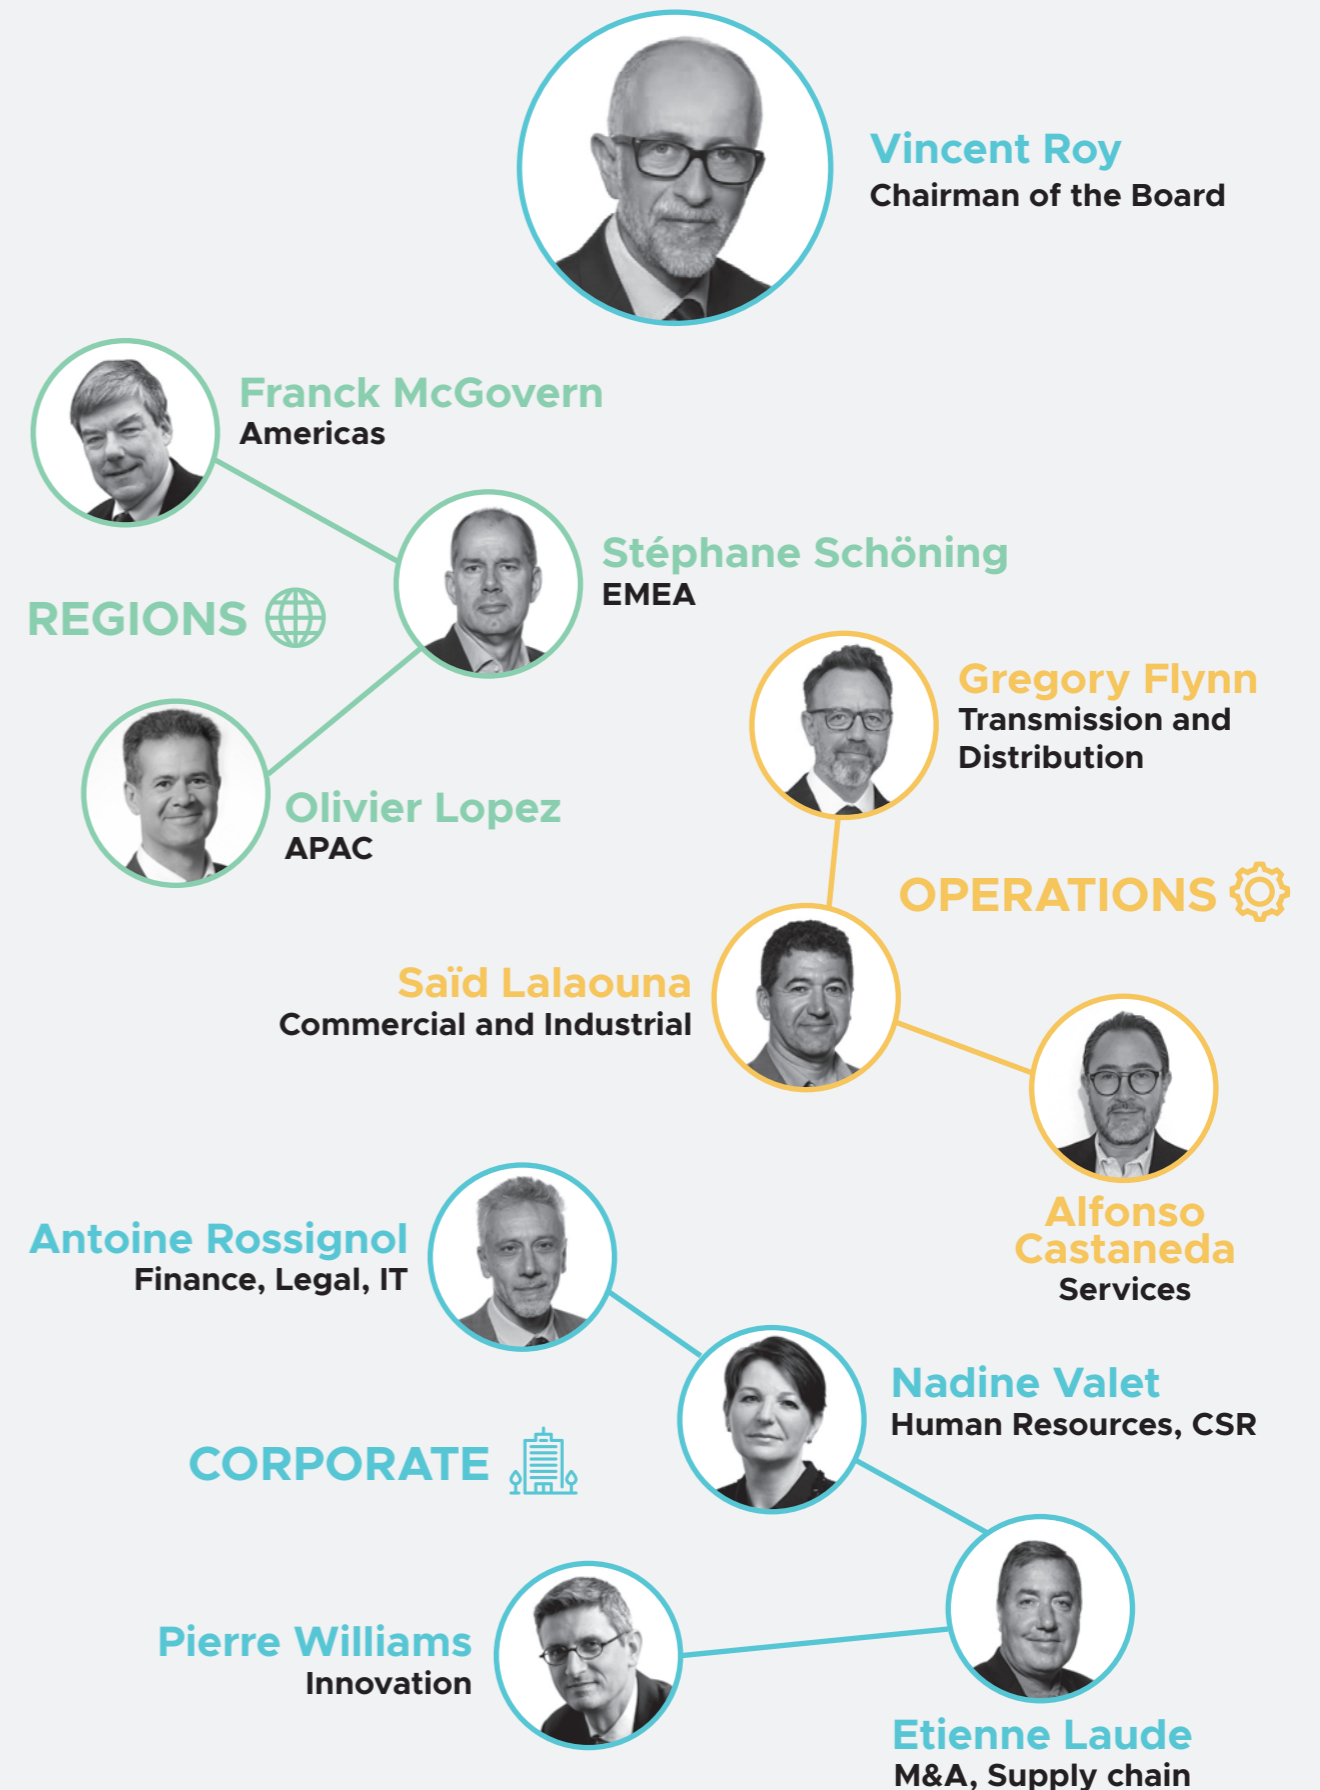 Vincent Roy
Chairman of the Board
Franck McGovern
Americas
Stéphane Schöning
EMEA
REGIONS
Gregory Flynn
Transmission and
Distribution
Olivier Lopez
APAC
OPERATIONS
Saïd Lalaouna
Commercial and Industrial
Alfonso
Castaneda
Services
Antoine Rossignol
Finance, Legal, IT
Nadine Valet
Human Resources, CSR
CORPORATE
Pierre Williams
Innovation
Etienne Laude
M&A, Supply chain